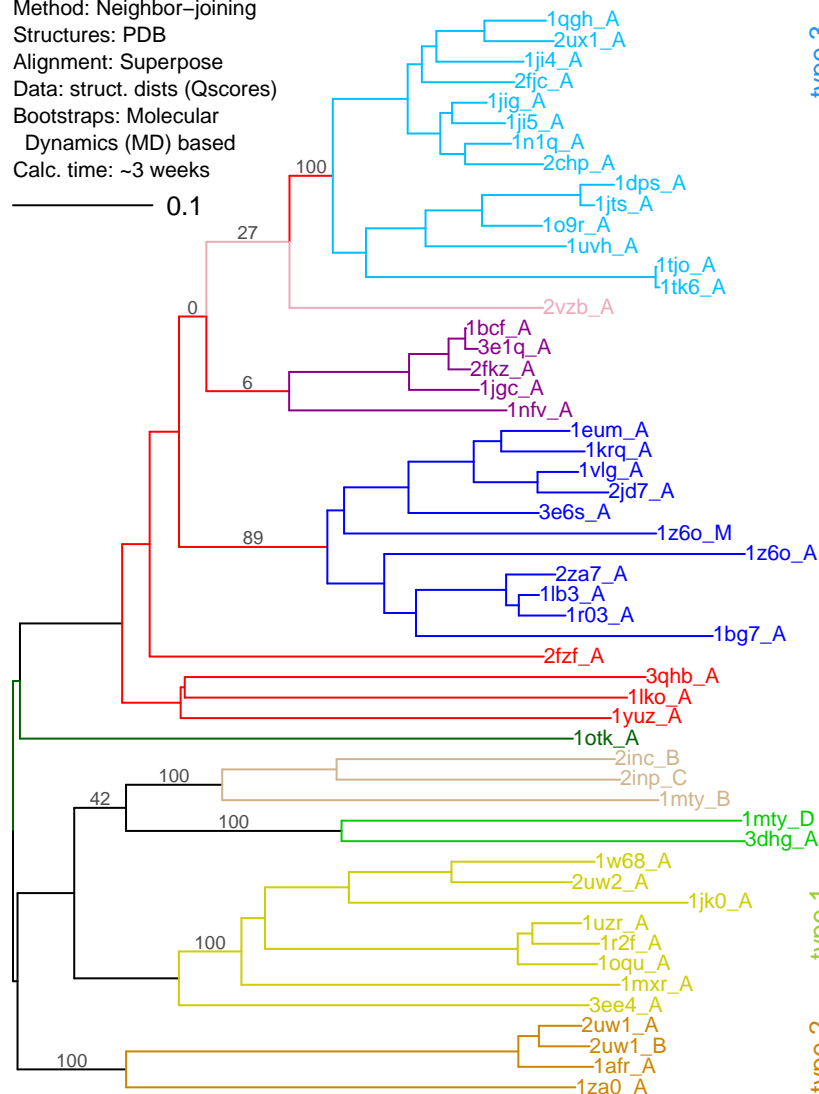 Method: Neighbor−joining
Structures: PDB
Alignment: Superpose
Data: struct. dists (Qscores)
Bootstraps: Molecular
Dynamics (MD) based
Calc. time: ~3 weeks
0.1
1qgh_A
2ux1_A
1ji4_A
2fjc_A
1jig_A
1ji5_A
1n1q_A
2chp_A
100
1dps_A
1jts_A
1o9r_A
1uvh_A
27
1tjo_A
1tk6_A
2vzb_A
0
1bcf_A
3e1q_A
2fkz_A
6
1jgc_A
1nfv_A
1eum_A
1krq_A
1vlg_A
2jd7_A
3e6s_A
1z6o_M
89
1z6o_A
2za7_A
1lb3_A
1r03_A
1bg7_A
2fzf_A
3qhb_A
1lko_A
1yuz_A
1otk_A
2inc_B
100
2inp_C
42
1mty_B
100
1mty_D
3dhg_A
1w68_A
2uw2_A
1jk0_A
1uzr_A
100
1r2f_A
1oqu_A
1mxr_A
3ee4_A
2uw1_A
2uw1_B
100
1afr_A
1za0_A